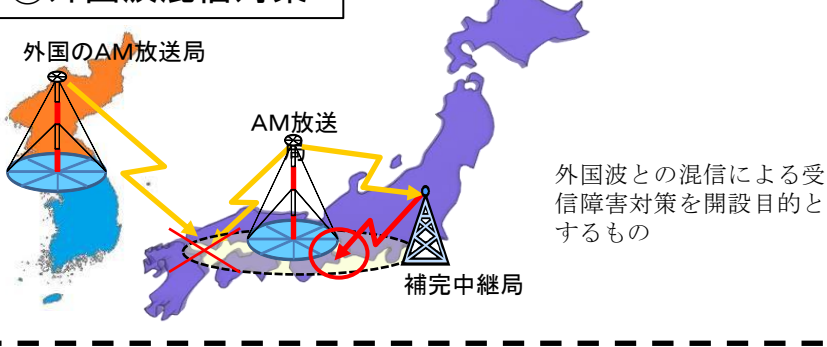 外国のAM放送局
AM放送
局
外国波との混信による受
信障害対策を開設目的と
するもの
補完中継局